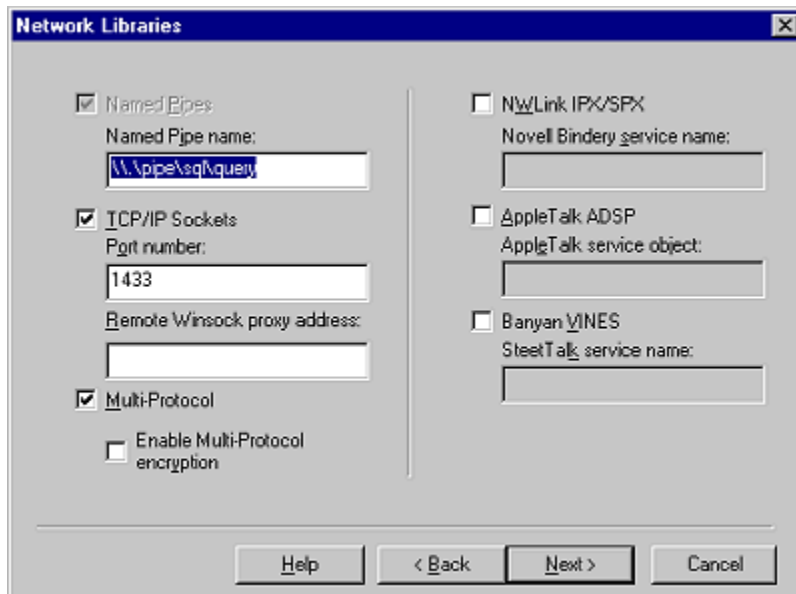 Network Libraries
Named Pipes
Named Pipe name:
\\.\pipe\sql\query
TCP/IP Sockets
Port number:
1433
Remote Winsock proxy address:
Multi-Protocol
Enable Multi-Protocol
encryption
NWLink IPX/SPX
Novell Bindery service name:
AppleTalk ADSP
AppleTalk service object:
Banyan VINES
SteetTalk service name:
Help
< Back
Next >
Cancel